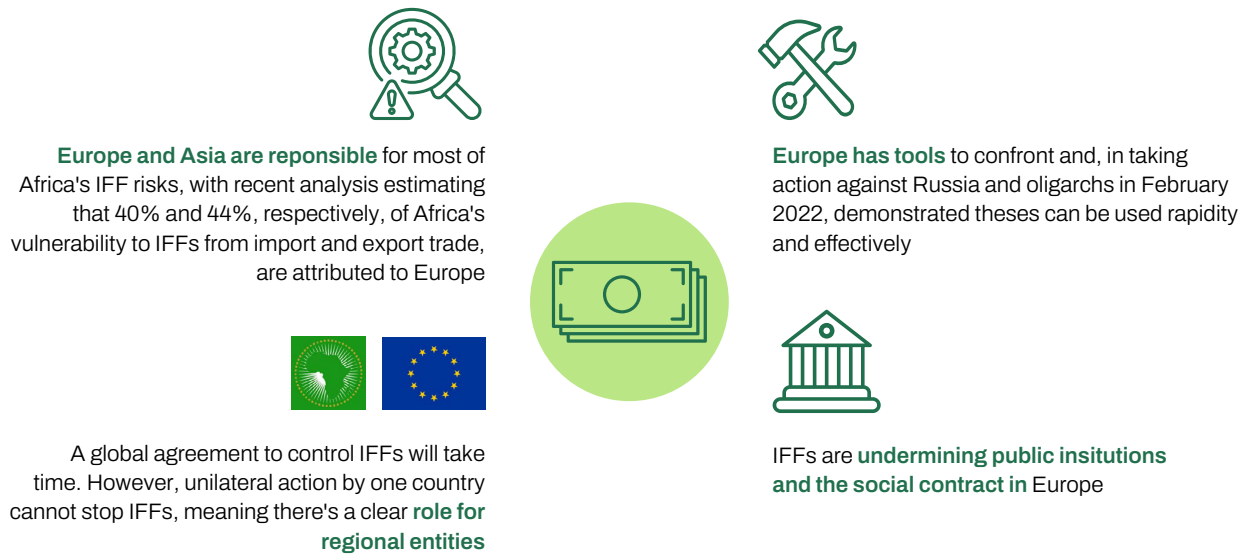 Europe and Asia are reponsible for most of
Africa's IFF risks, with recent analysis estimating
that 40% and 44%, respectively, of Africa's
vulnerability to IFFs from import and export trade,
are attributed to Europe
A global agreement to control IFFs will take
time. However, unilateral action by one country
cannot stop IFFs, meaning there's a clear role for
regional entities
Europe has tools to confront and, in taking
action against Russia and oligarchs in February
2022, demonstrated theses can be used rapidity
and effectively
IFFs are undermining public insitutions
and the social contract in Europe